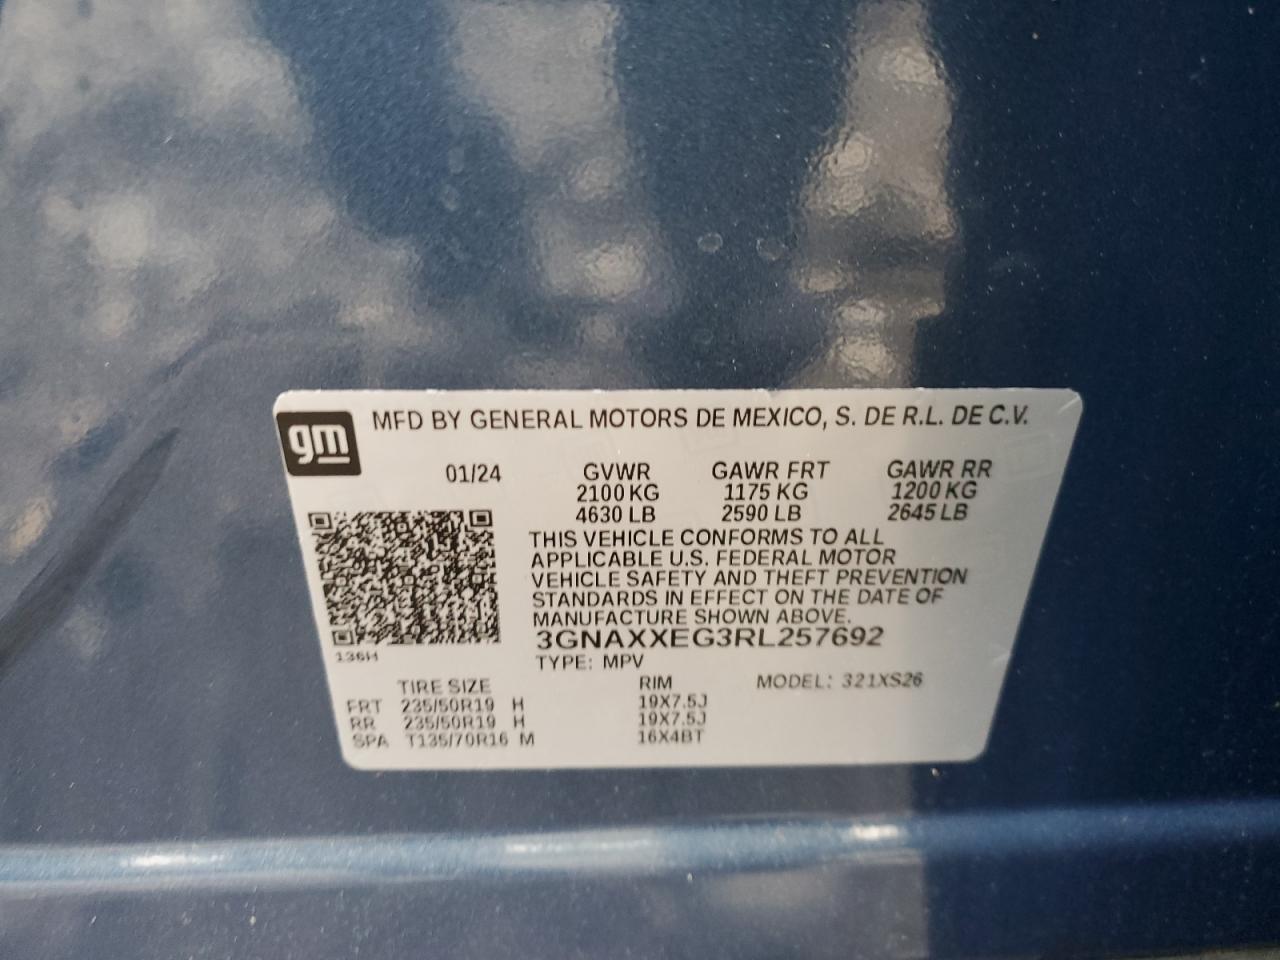 gm
MFD BY GENERAL MOTORS DE MEXICO, S. DE R.L. DE C.V.
01/24 GVWR GAWR FRT GAWR RR
2100 KG 1175 KG 1200 KG
4630 LB 2590 LB 2645 LB
THIS VEHICLE CONFORMS TO ALL
APPLICABLE U.S. FEDERAL MOTOR
VEHICLE SAFETY AND THEFT PREVENTION
STANDARDS IN EFFECT ON THE DATE OF
MANUFACTURE SHOWN ABOVE.
3GNAXXEG3RL257692
136H
TYPE: MPV
TIRE SIZE RIM MODEL: 321XS26
FRT 235/50R19 H 19X7.5J
RR 235/50R19 H 19X7.5J
SPA T135/70R16 M 16X4BT